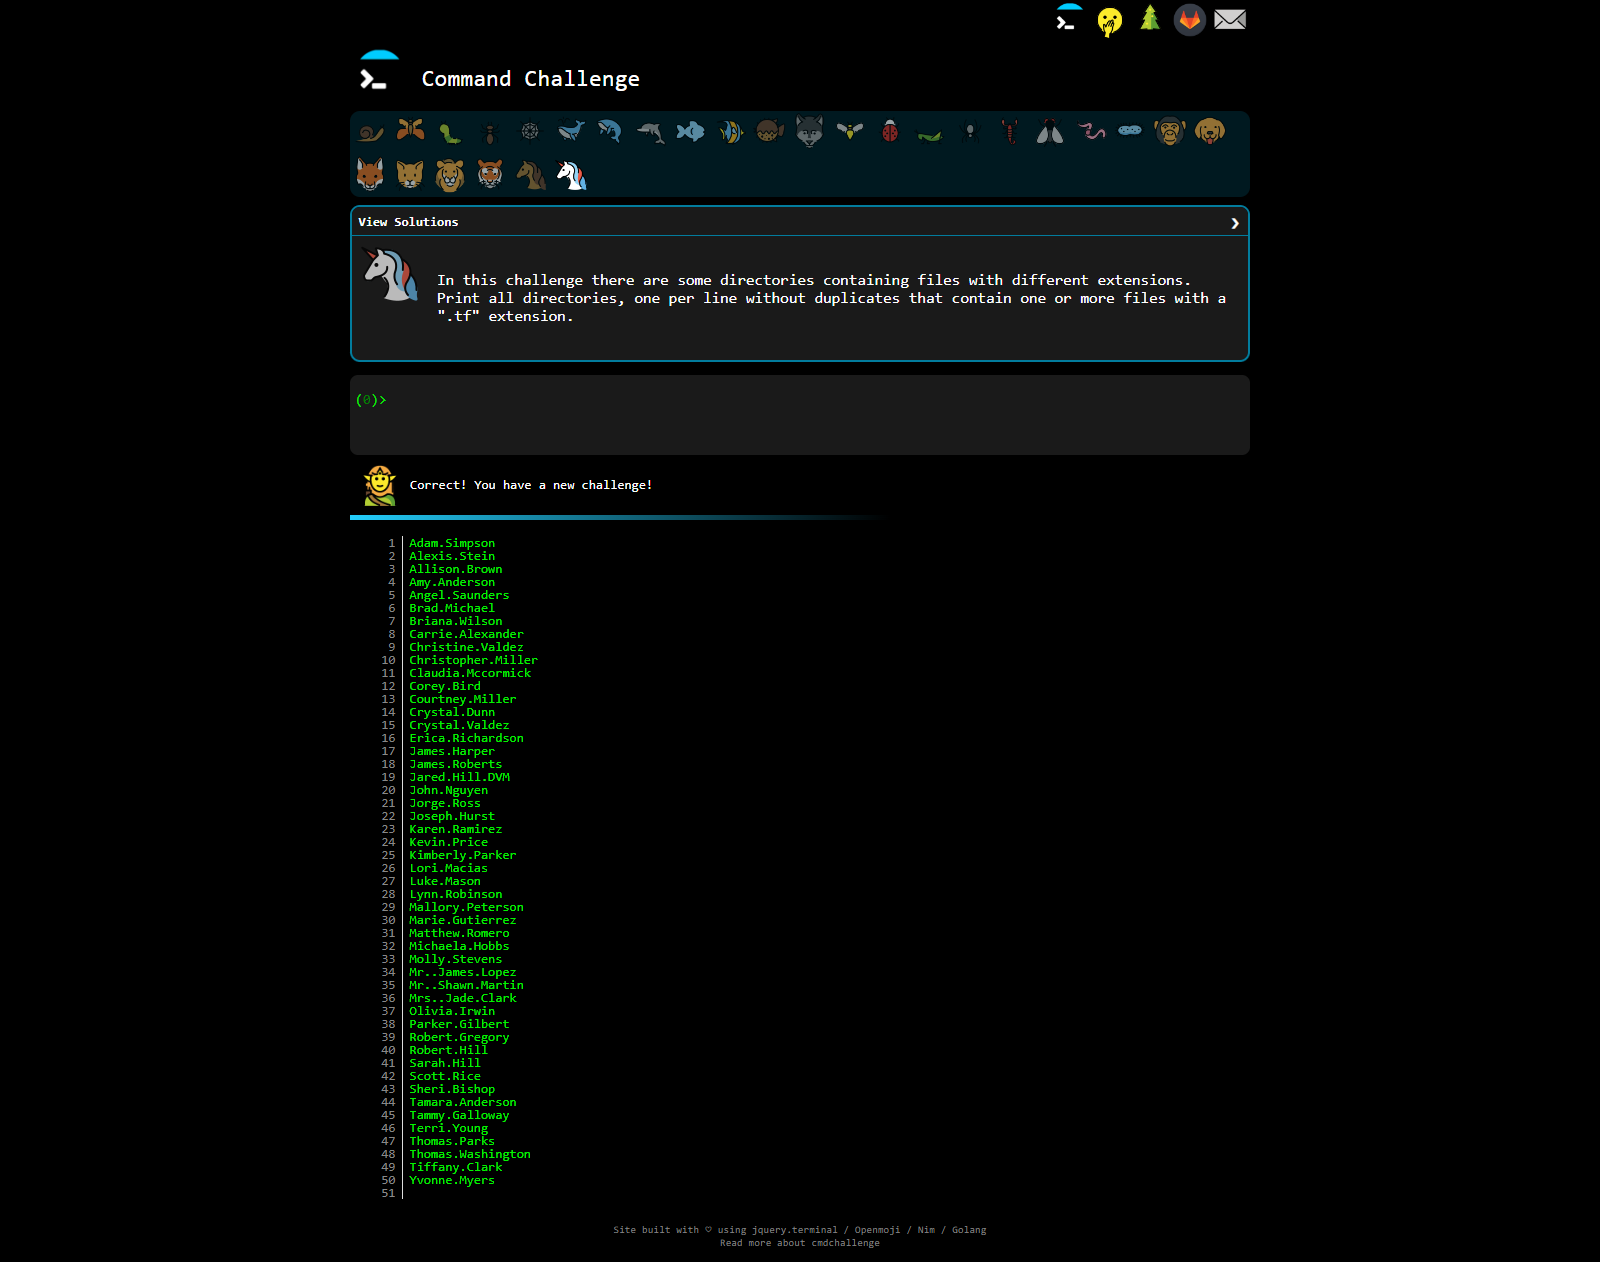 Command Challenge
View Solutions
In this challenge there are some directories containing files with different extensions.
Print all directories, one per line without duplicates that contain one or more files with a
".tf" extension.
(0)>
Correct! You have a new challenge!
1 Adam.Simpson
2 Alexis.Stein
3 Allison.Brown
4 Amy.Anderson
5 Angel.Saunders
6 Brad.Michael
7 Briana.Wilson
8 Carrie.Alexander
9 Christine.Valdez
10 Christopher.Miller
11 Claudia.Mccormick
12 Corey.Bird
13 Courtney.Miller
14 Crystal.Dunn
15 Crystal.Valdez
16 Erica.Richardson
17 James.Harper
18 James.Roberts
19 Jared.Hill.DVM
20 John.Nguyen
21 Jorge.Ross
22 Joseph.Hurst
23 Karen.Ramirez
24 Kevin.Price
25 Kimberly.Parker
26 Lori.Macias
27 Luke.Mason
28 Lynn.Robinson
29 Mallory.Peterson
30 Marie.Gutierrez
31 Matthew.Romero
32 Michaela.Hobbs
33 Molly.Stevens
34 Mr..James.Lopez
35 Mr..Shawn.Martin
36 Mrs..Jade.Clark
37 Olivia.Irwin
38 Parker.Gilbert
39 Robert.Gregory
40 Robert.Hill
41 Sarah.Hill
42 Scott.Rice
43 Sheri.Bishop
44 Tamara.Anderson
45 Tammy.Galloway
46 Terri.Young
47 Thomas.Parks
48 Thomas.Washington
49 Tiffany.Clark
50 Yvonne.Myers
51
Site built with ♡ using jquery.terminal / Openmoji / Nim / Golang
Read more about cmdchallenge